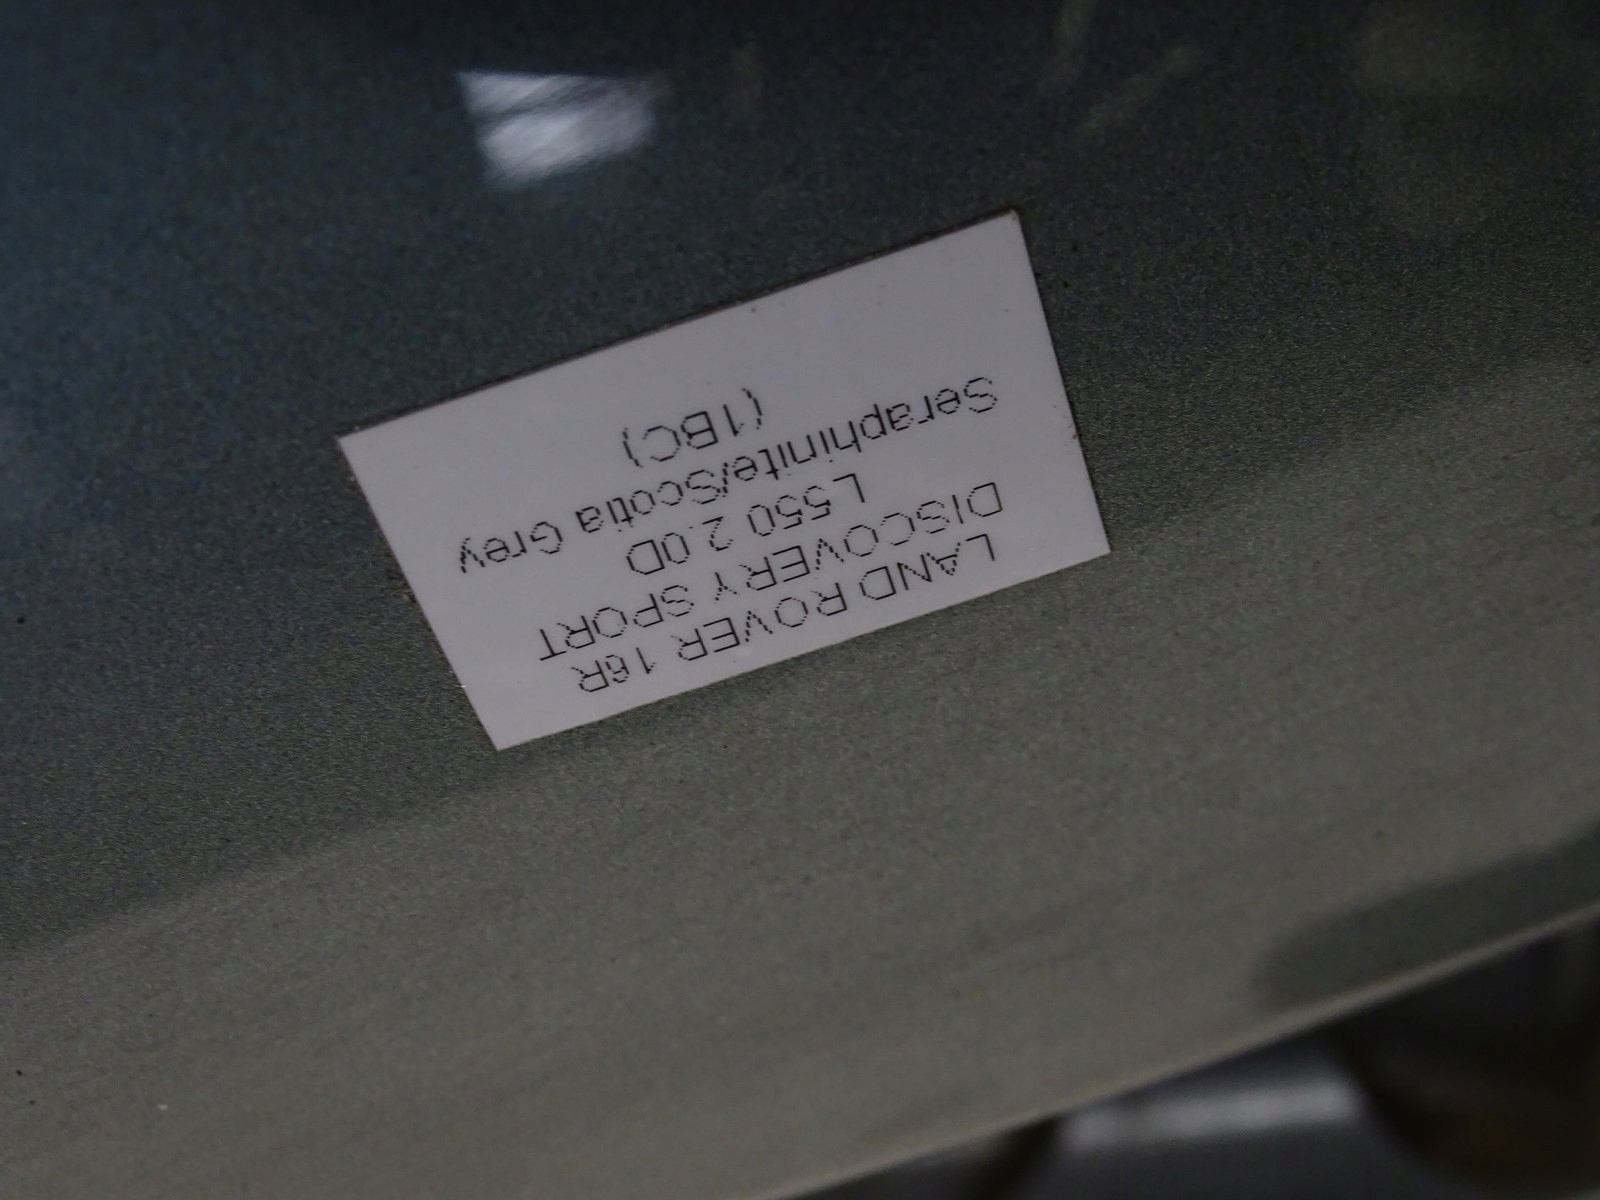 LAND ROVER 16R
DISCOVERY SPORT
L550 2.0D
Seraphinite/Scotia Grey
(1BC)